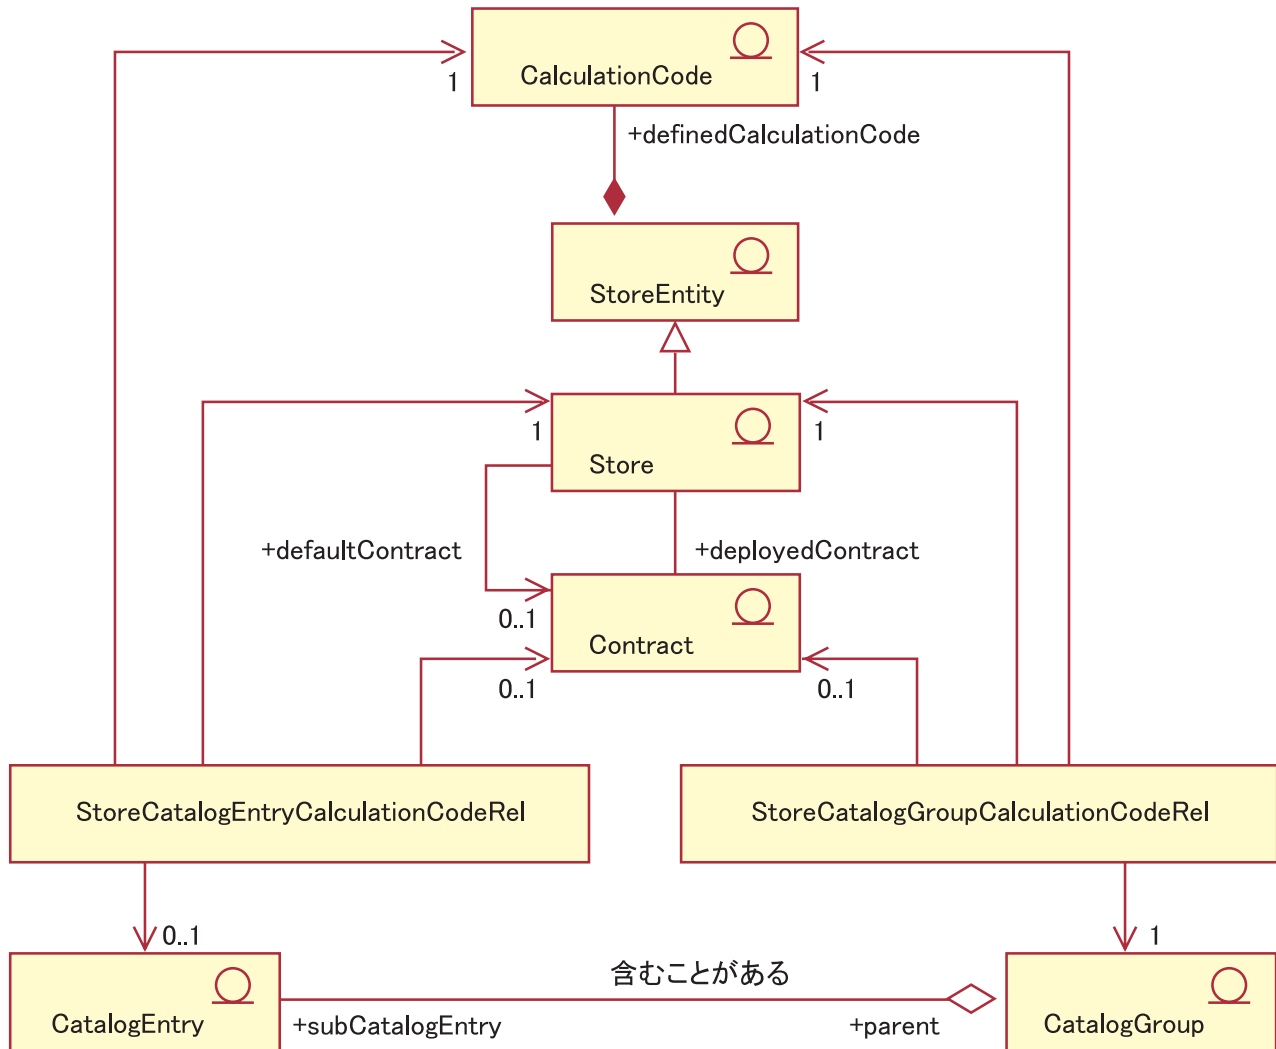 CalculationCode
1
1
+definedCalculationCode
StoreEntity
1
Store
1
+defaultContract
+deployedContract
0..1
Contract
0..1
0..1
StoreCatalogEntryCalculationCodeRel
StoreCatalogGroupCalculationCodeRel
0..1
1
含むことがある
CatalogEntry
+subCatalogEntry
+parent
CatalogGroup